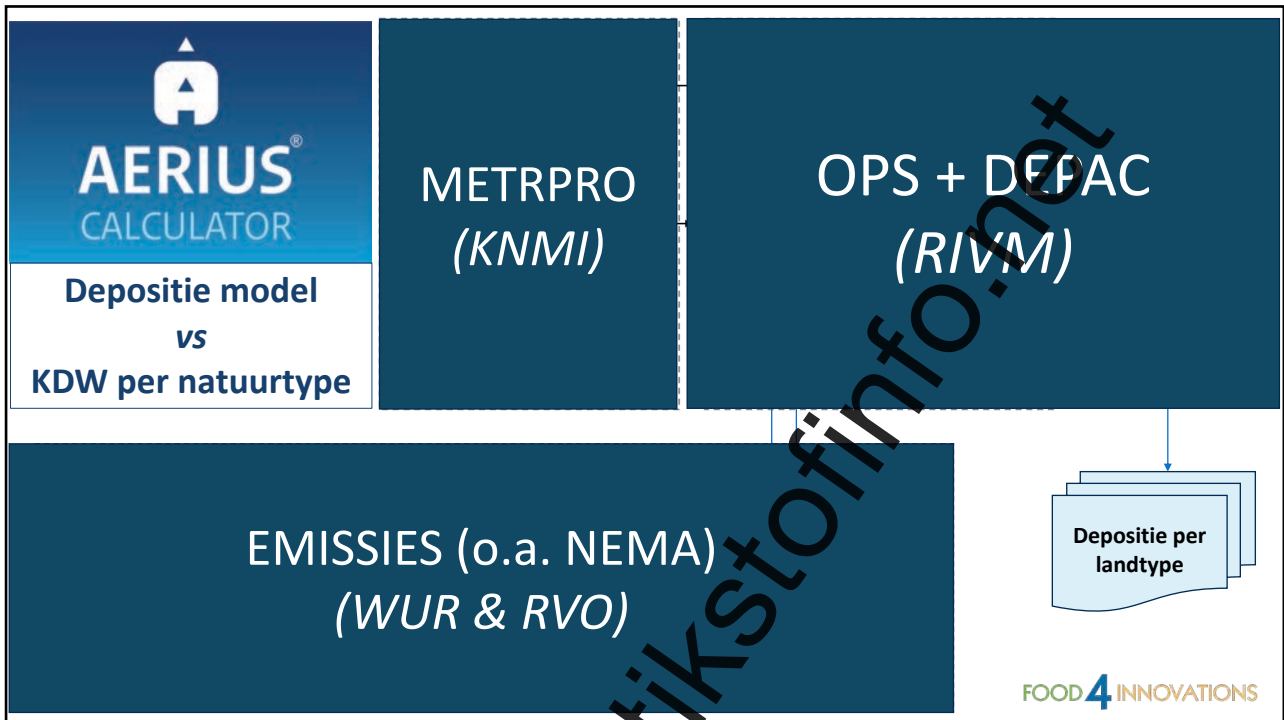 AERIUS®
CALCULATOR
Depositie model
vs
KDW per natuurtype
METRPRO
(KNMI)
OPS + DEPAC
(RIVM)
EMISSIES (o.a. NEMA)
(WUR & RVO)
Depositie per
landtype
FOOD 4 INNOVATIONS
tikstofinfo.net